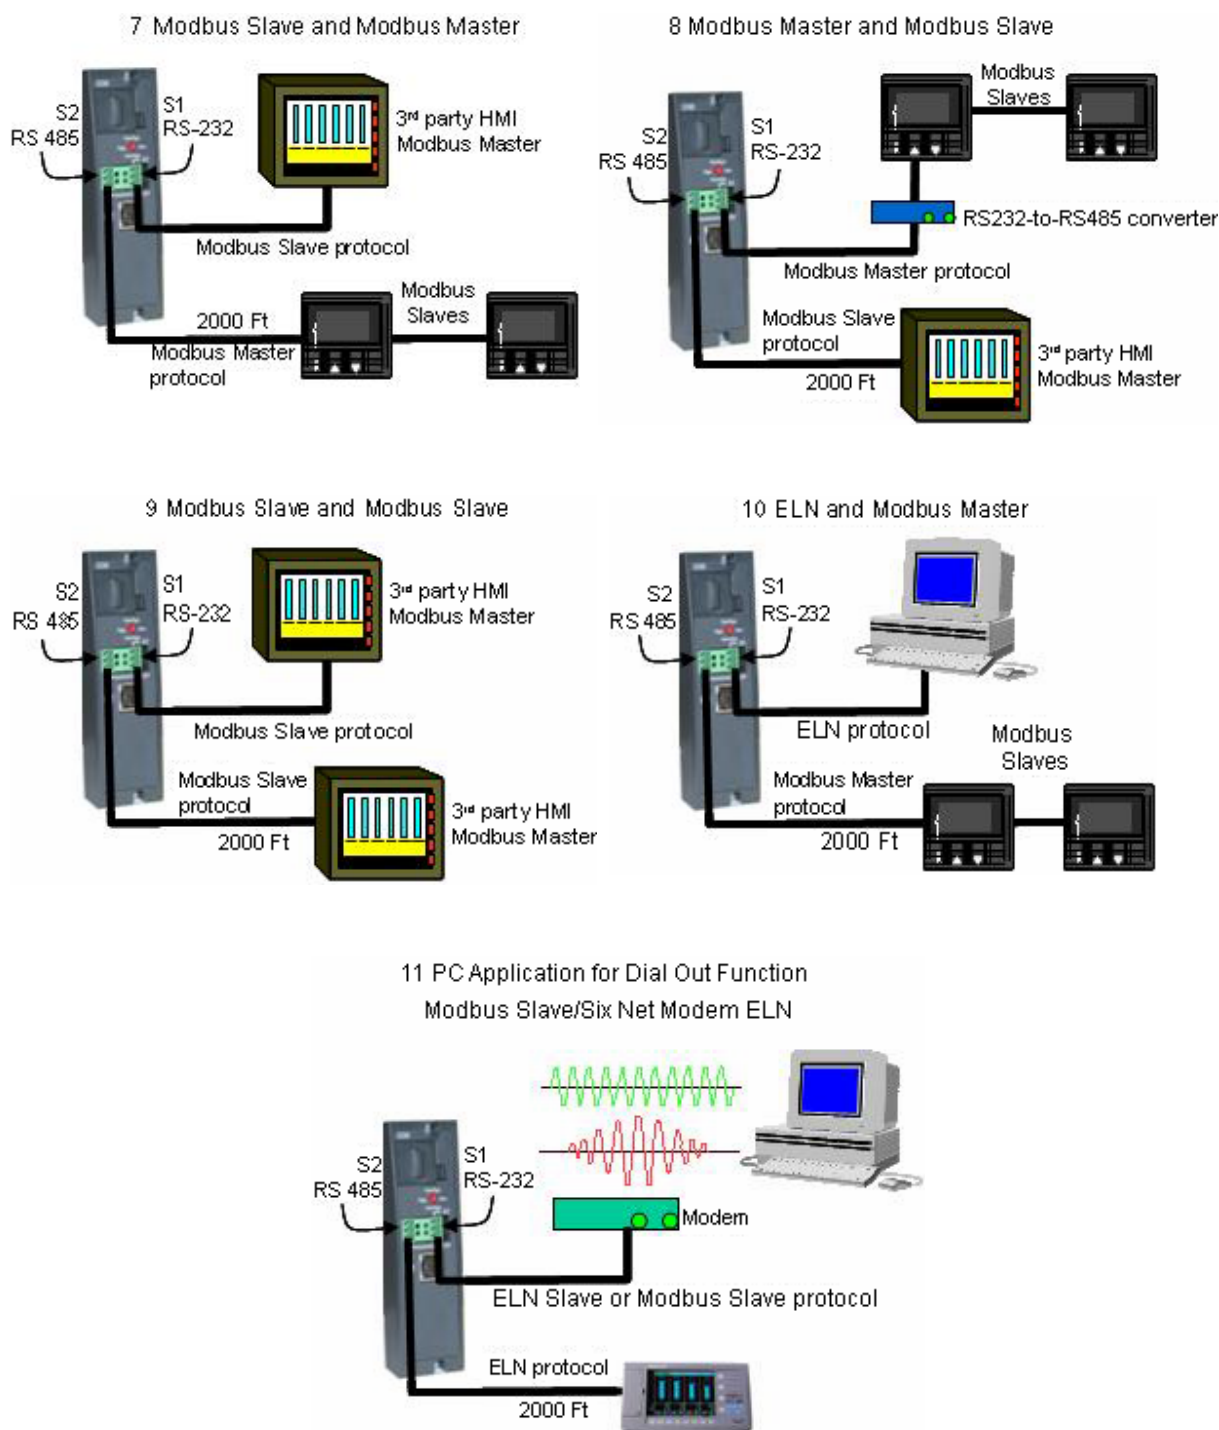 7 Modbus Slave and Modbus Master
S2
RS 485
S1
RS-232
3rd party HMI
Modbus Master
Modbus Slave protocol
2000 Ft
Modbus Master
protocol
Modbus
Slaves
8 Modbus Master and Modbus Slave
S2
RS 485
S1
RS-232
Modbus
Slaves
RS232-to-RS485 converter
Modbus Master protocol
Modbus Slave
protocol
2000 Ft
3rd party HMI
Modbus Master
9 Modbus Slave and Modbus Slave
S2
RS 485
S1
RS-232
3rd party HMI
Modbus Master
Modbus Slave protocol
Modbus Slave
protocol
2000 Ft
3rd party HMI
Modbus Master
10 ELN and Modbus Master
S2
RS 485
S1
RS-232
ELN protocol
Modbus
Slaves
Modbus Master
protocol
2000 Ft
11 PC Application for Dial Out Function
Modbus Slave/Six Net Modem ELN
S2
RS 485
S1
RS-232
Modem
ELN Slave or Modbus Slave protocol
ELN protocol
2000 Ft